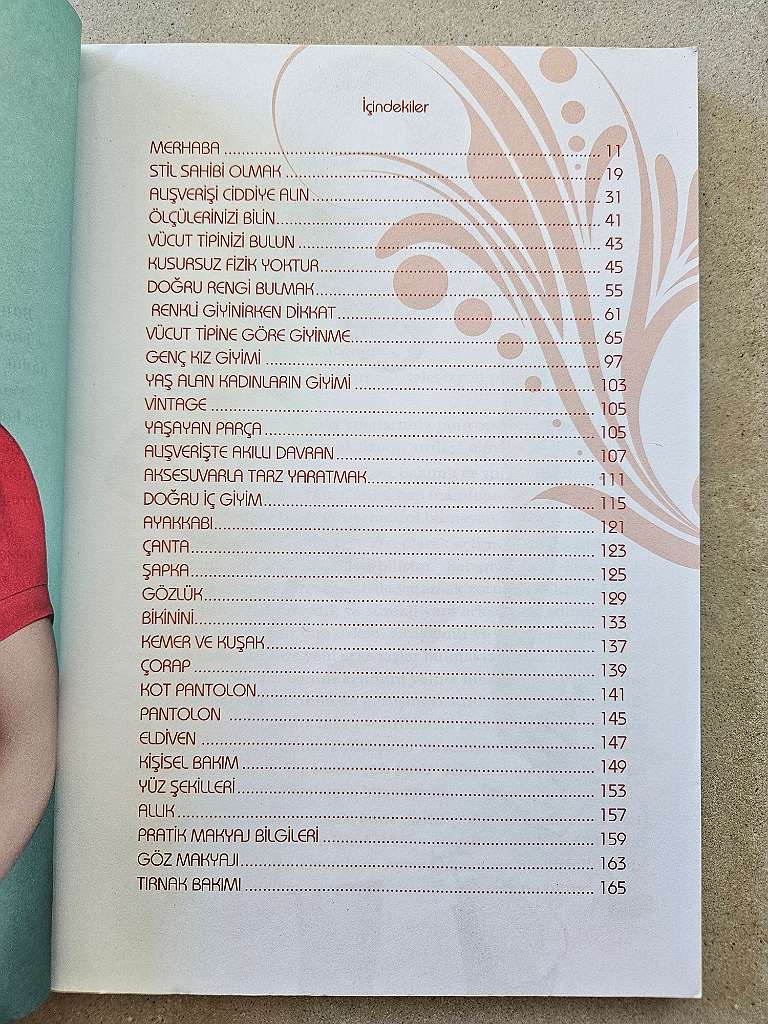 İçindekiler
MERHABA ........ 11
STİL SAHİBİ OLMAK ........ 19
ALIŞVERİŞİ CİDDİYE ALIN ........ 31
ÖLÇÜLERİNİZİ BİLİN ........ 41
VÜCUT TİPİNİZİ BULUN ........ 43
KUSURSUZ FİZİK YOKTUR ........ 45
DOĞRU RENGİ BULMAK ........ 55
RENKLİ GİYİNİRKEN DİKKAT ........ 61
VÜCUT TİPİNE GÖRE GİYİNME ........ 65
GENÇ KIZ GİYİMİ ........ 97
YAŞ ALAN KADINLARIN GİYİMİ ........ 103
VİNTAGE ........ 105
YAŞAYAN PARÇA ........ 105
ALIŞVERİŞTE AKILLI DAVRAN ........ 107
AKSESUVARLA TARZ YARATMAK ........ 111
DOĞRU İÇ GİYİM ........ 115
AYAKKABI ........ 121
ÇANTA ........ 123
ŞAPKA ........ 125
GÖZLÜK ........ 129
BİKİNİNİ ........ 133
KEMER VE KUŞAK ........ 137
ÇORAP ........ 139
KOT PANTOLON ........ 141
PANTOLON ........ 145
ELDİVEN ........ 147
KİŞİSEL BAKIM ........ 149
YÜZ ŞEKİLLERİ ........ 153
ALLIK ........ 157
PRATİK MAKYAJ BİLGİLERİ ........ 159
GÖZ MAKYAJI ........ 163
TIRNAK BAKIMI ........ 165